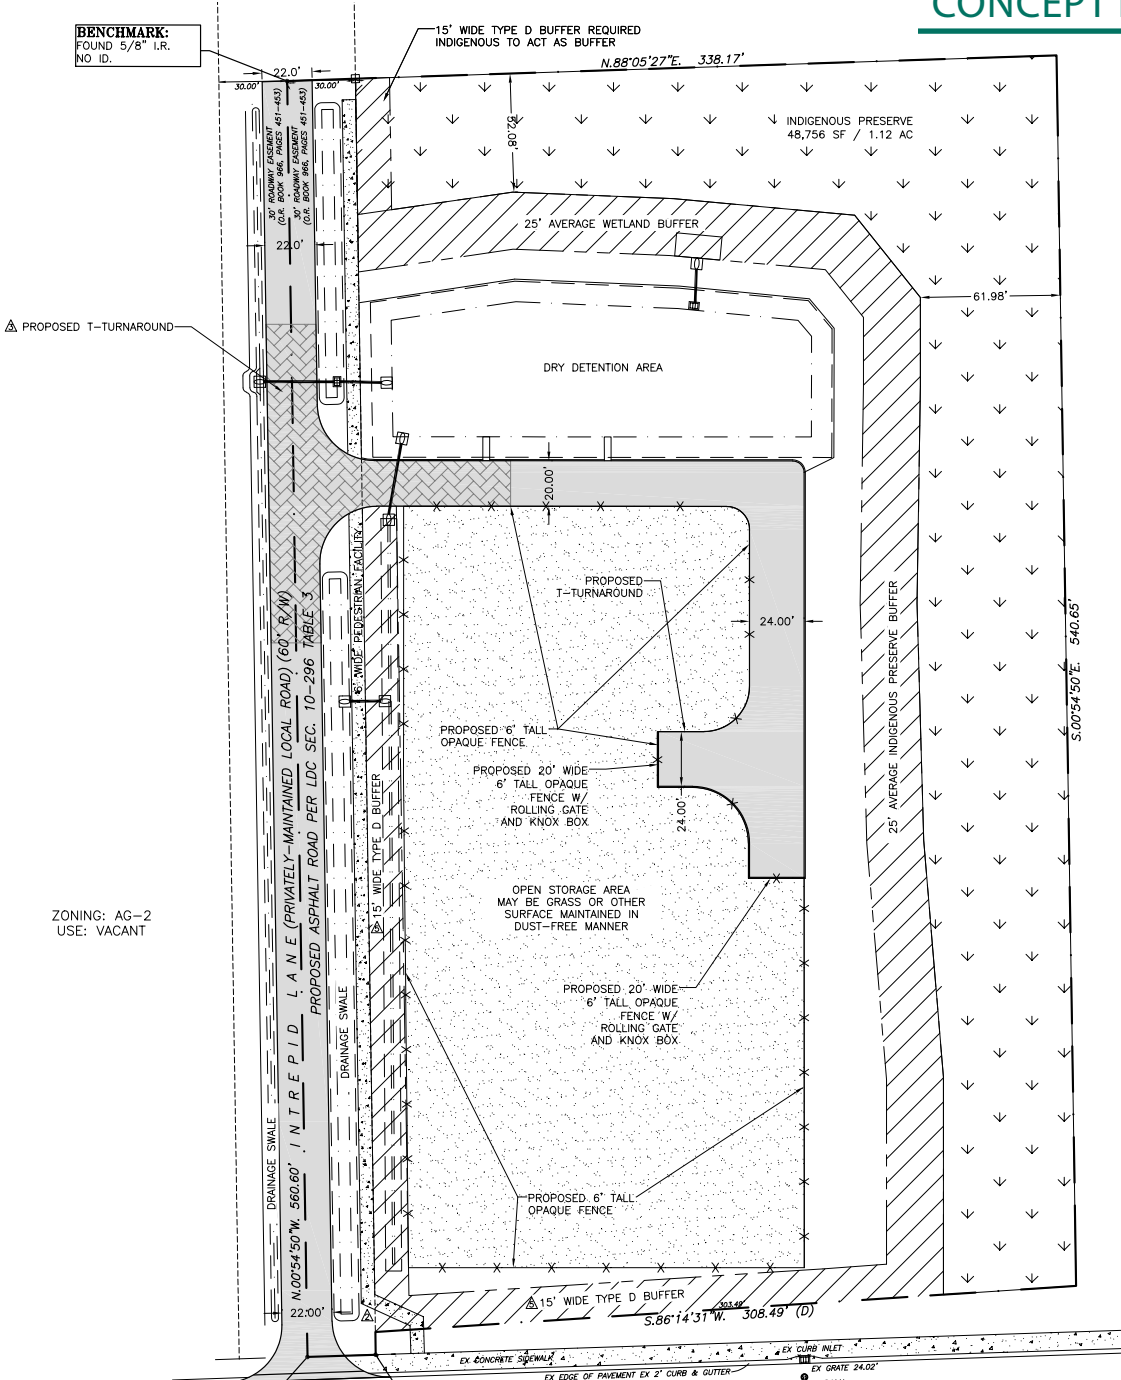 CONCEPT
BENCHMARK:
FOUND 5/8" I.R.
NO ID.
15' WIDE TYPE D BUFFER REQUIRED
INDIGENOUS TO ACT AS BUFFER
N.88°05'27"E. 338.17'
22.0'
30.00'
30.00'
30' ROADWAY EASEMENT
(O.R. BOOK 966, PAGES 451-453)
30' ROADWAY EASEMENT
(O.R. BOOK 966, PAGES 451-453)
52.08'
INDIGENOUS PRESERVE
48,756 SF / 1.12 AC
25' AVERAGE WETLAND BUFFER
22.0'
61.98'
3 PROPOSED T-TURNAROUND
DRY DETENTION AREA
20.00'
6' WIDE PEDESTRIAN FACILITY
PROPOSED
T-TURNAROUND
24.00'
25' AVERAGE INDIGENOUS PRESERVE BUFFER
S.00°54'50"E. 540.65'
PROPOSED 6' TALL
OPAQUE FENCE
PROPOSED 20' WIDE
6' TALL OPAQUE
FENCE W/
ROLLING GATE
AND KNOX BOX
24.00'
15' WIDE TYPE D BUFFER
OPEN STORAGE AREA
MAY BE GRASS OR OTHER
SURFACE MAINTAINED IN
DUST-FREE MANNER
ZONING: AG-2
USE: VACANT
PROPOSED 20' WIDE
6' TALL OPAQUE
FENCE W/
ROLLING GATE
AND KNOX BOX
N.00°54'50"W. 560.60' INTREPID LANE (PRIVATELY-MAINTAINED LOCAL ROAD) (60' R/W)
PROPOSED ASPHALT ROAD PER LDC SEC. 10-296 TABLE 3
DRAINAGE SWALE
DRAINAGE SWALE
PROPOSED 6' TALL
OPAQUE FENCE
22.00'
2
15' WIDE TYPE D BUFFER
303.49'
S.86°14'31"W. 308.49' (D)
EX CONCRETE SIDEWALK
EX CURB INLET
EX GRATE 24.02'
EX EDGE OF PAVEMENT EX 2' CURB & GUTTER